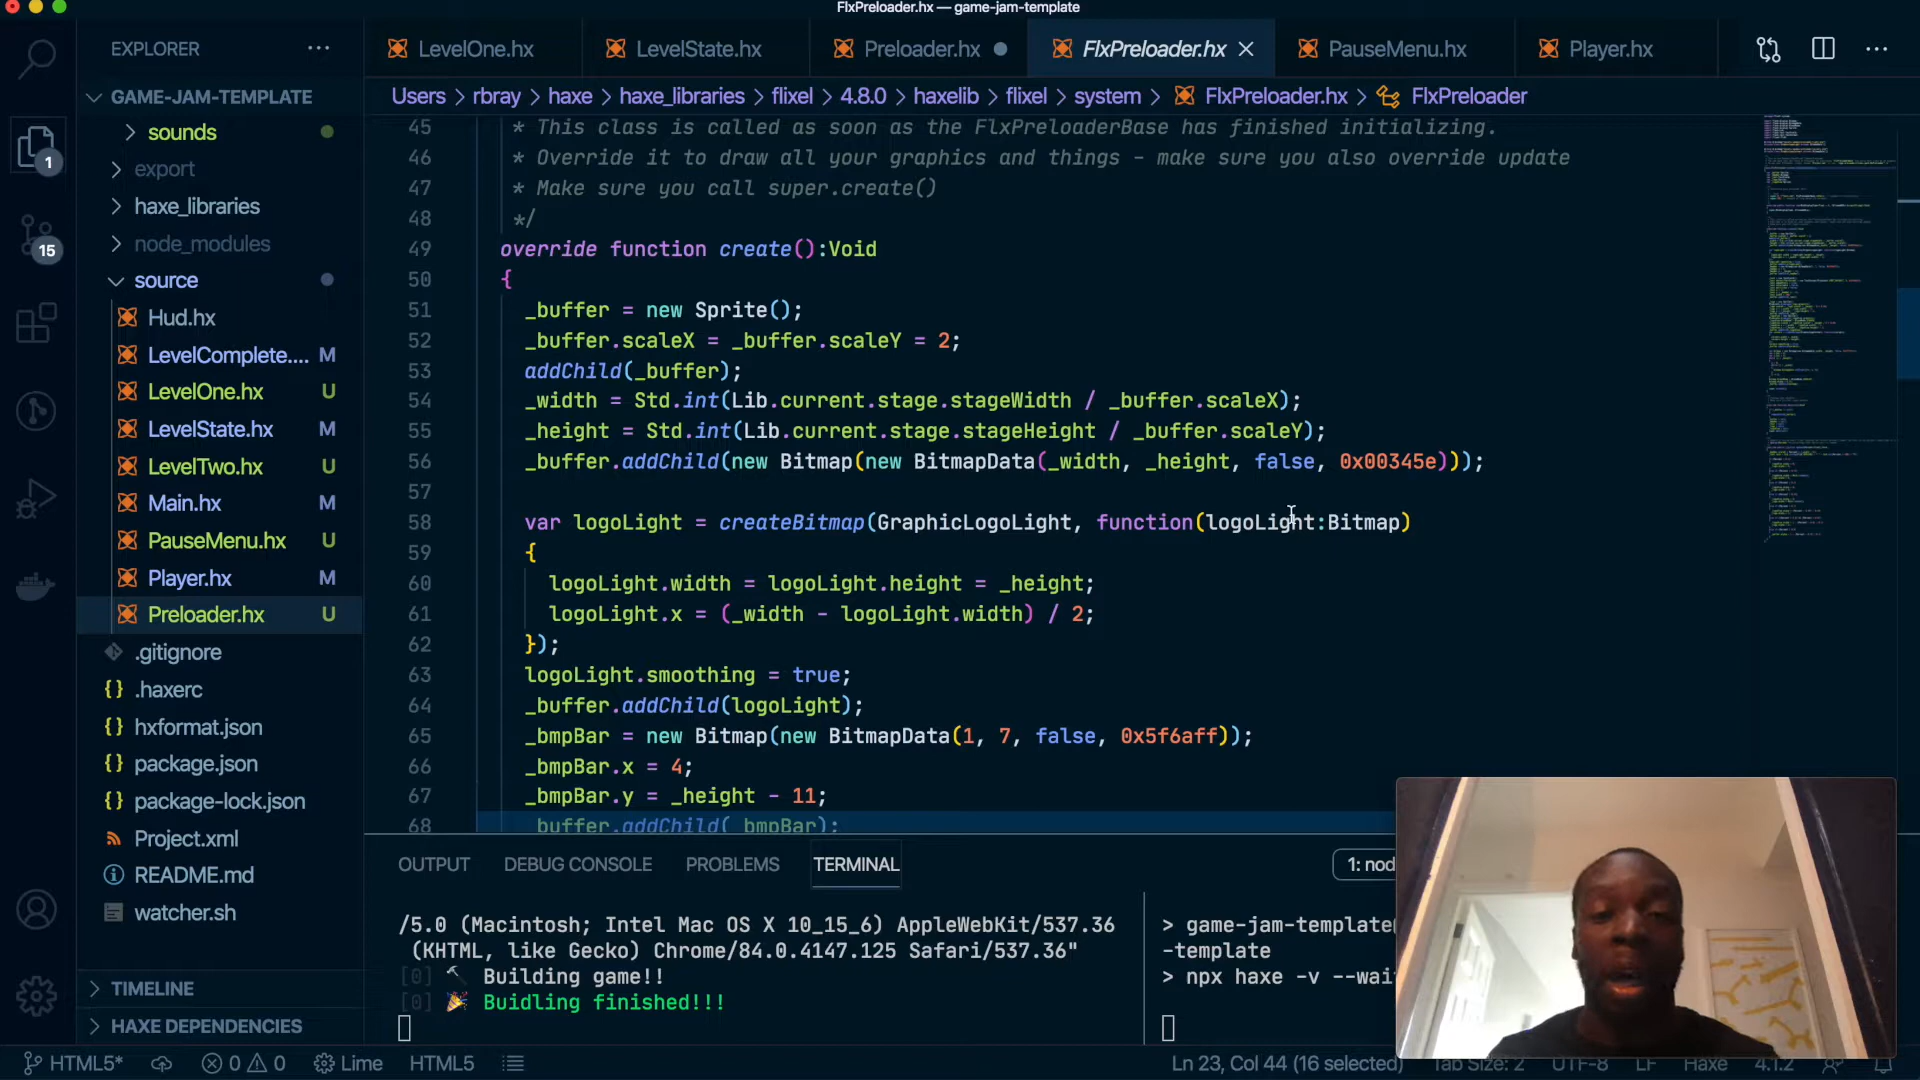 FlxPreloader.hx — game-jam-template
EXPLORER
LevelOne.hx
LevelState.hx
Preloader.hx
FlxPreloader.hx
PauseMenu.hx
Player.hx
GAME-JAM-TEMPLATE
Users > rbray > haxe > haxe_libraries > flixel > 4.8.0 > haxelib > flixel > system > FlxPreloader.hx > FlxPreloader
sounds
export
haxe_libraries
node_modules
source
Hud.hx
LevelComplete.... M
LevelOne.hx U
LevelState.hx M
LevelTwo.hx U
Main.hx M
PauseMenu.hx U
Player.hx M
Preloader.hx U
.gitignore
{} .haxerc
{} hxformat.json
{} package.json
{} package-lock.json
Project.xml
README.md
watcher.sh
TIMELINE
HAXE DEPENDENCIES
1
15
45 * This class is called as soon as the FlxPreloaderBase has finished initializing.
46 * Override it to draw all your graphics and things - make sure you also override update
47 * Make sure you call super.create()
48 */
49 override function create():Void
50 {
51 _buffer = new Sprite();
52 _buffer.scaleX = _buffer.scaleY = 2;
53 addChild(_buffer);
54 _width = Std.int(Lib.current.stage.stageWidth / _buffer.scaleX);
55 _height = Std.int(Lib.current.stage.stageHeight / _buffer.scaleY);
56 _buffer.addChild(new Bitmap(new BitmapData(_width, _height, false, 0x00345e)));
57
58 var logoLight = createBitmap(GraphicLogoLight, function(logoLight:Bitmap)
59 {
60 logoLight.width = logoLight.height = _height;
61 logoLight.x = (_width - logoLight.width) / 2;
62 });
63 logoLight.smoothing = true;
64 _buffer.addChild(logoLight);
65 _bmpBar = new Bitmap(new BitmapData(1, 7, false, 0x5f6aff));
66 _bmpBar.x = 4;
67 _bmpBar.y = _height - 11;
68 _buffer.addChild(_bmpBar);
OUTPUT DEBUG CONSOLE PROBLEMS TERMINAL
1: nod
/5.0 (Macintosh; Intel Mac OS X 10_15_6) AppleWebKit/537.36
(KHTML, like Gecko) Chrome/84.0.4147.125 Safari/537.36"
[0] Building game!!
[0] Buidling finished!!!
> game-jam-template
-template
> npx haxe -v --wai
HTML5* 0 0 Lime HTML5
Ln 23, Col 44 (16 selected) Tab Size: 2 UTF-8 LF Haxe 4.1.2